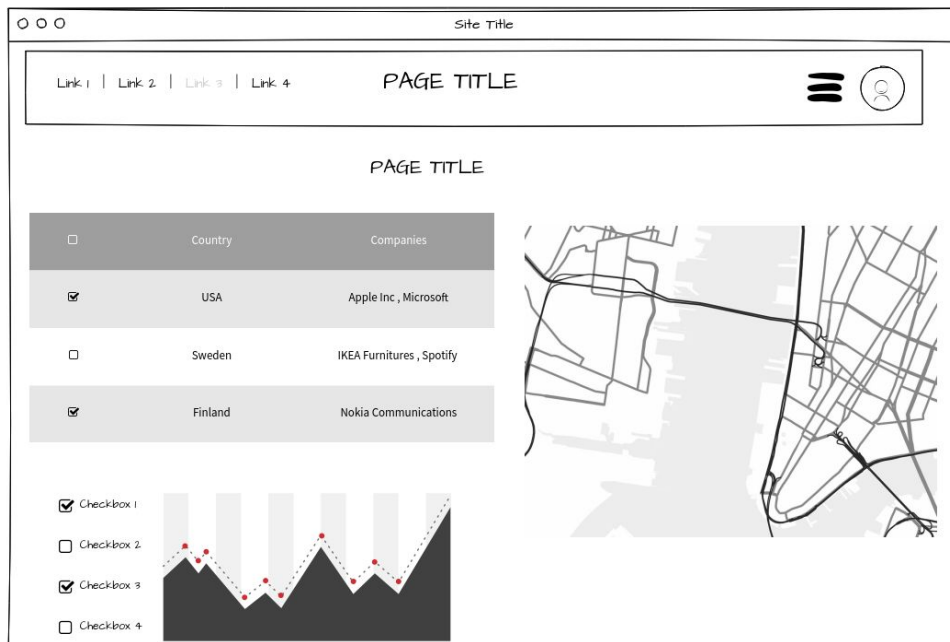 Site Title
Link 1 | Link 2 | Link 3 | Link 4
PAGE TITLE
PAGE TITLE
Country Companies
USA Apple Inc , Microsoft
Sweden IKEA Furnitures , Spotify
Finland Nokia Communications
Checkbox 1
Checkbox 2
Checkbox 3
Checkbox 4